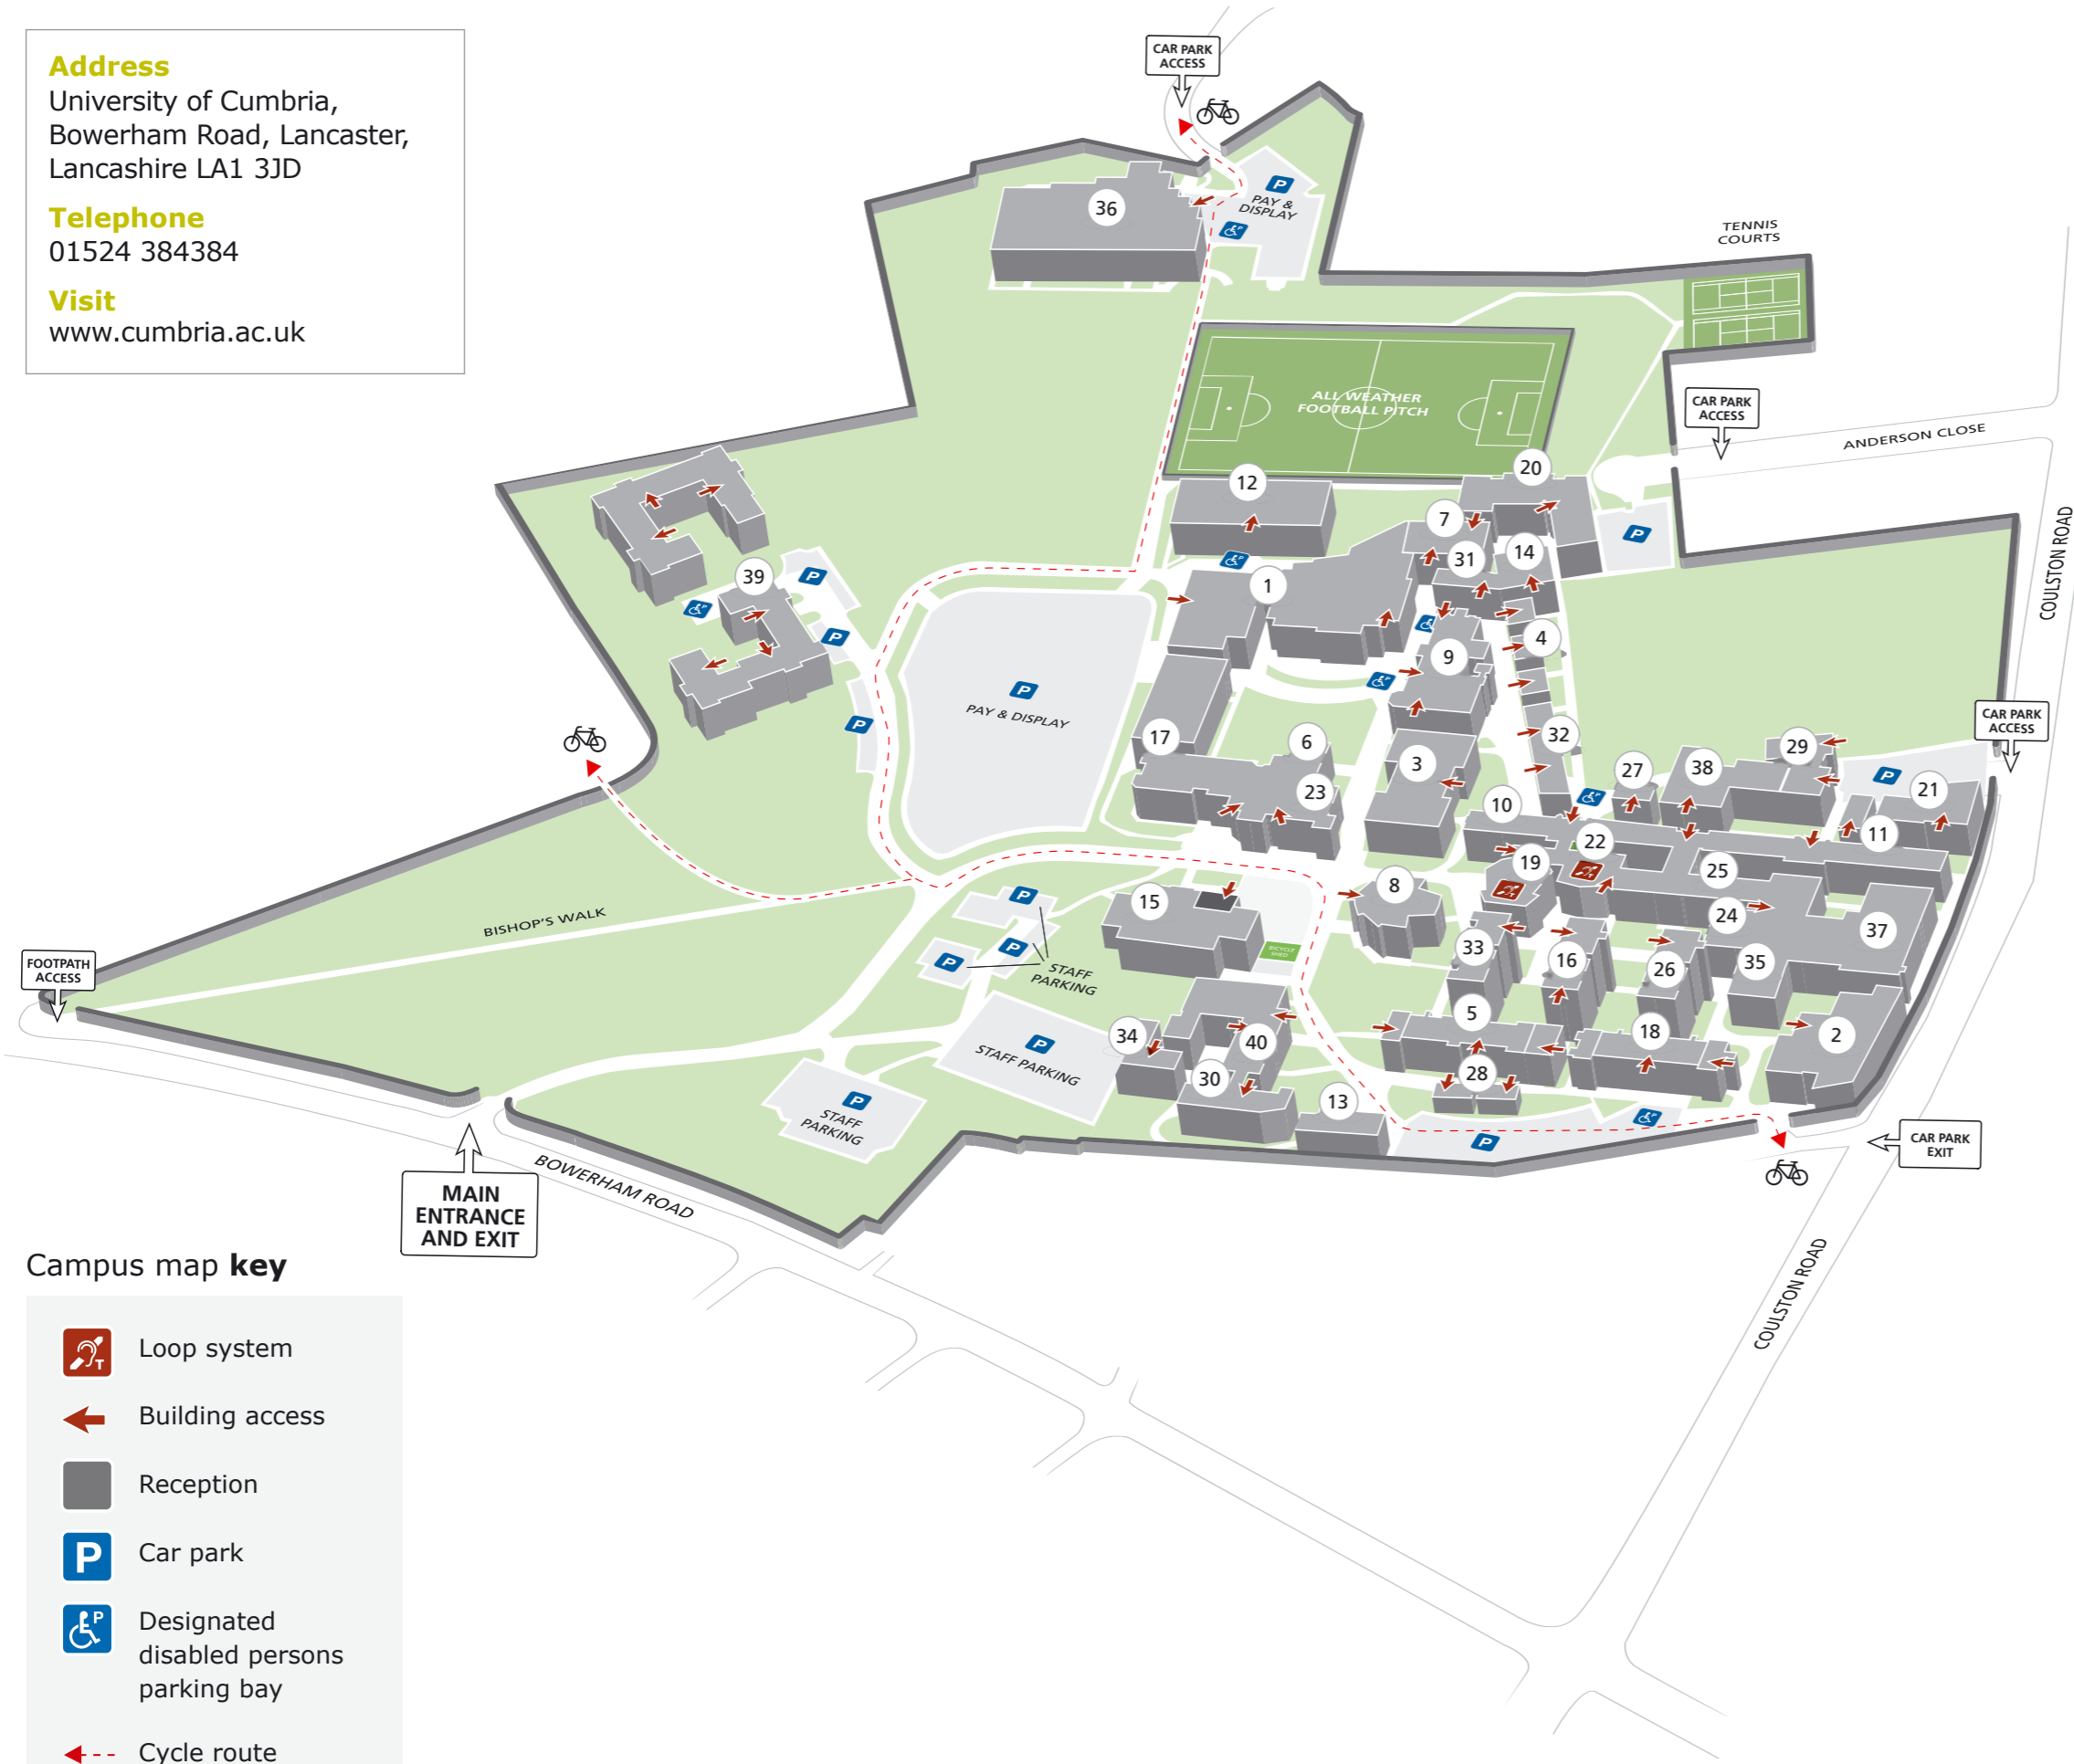 Address
University of Cumbria,
Bowerham Road, Lancaster,
Lancashire LA1 3JD
Telephone
01524 384384
Visit
www.cumbria.ac.uk
CAR PARK
ACCESS
36
P
PAY &
DISPLAY
P
TENNIS
COURTS
ALL WEATHER
FOOTBALL PITCH
CAR PARK
ACCESS
ANDERSON CLOSE
COULSTON ROAD
20
12
7
P
31
14
P
1
39
P
P
P
P
4
9
P
P
P
PAY & DISPLAY
P
17
6
3
23
32
27
38
29
P
21
CAR PARK
ACCESS
10
P
22
11
19
25
T
T
8
15
24
37
33
16
26
35
BISHOP'S WALK
FOOTPATH
ACCESS
P
P
P
STAFF
PARKING
BICYCLE
SHED
5
18
2
34
40
30
28
13
P
STAFF PARKING
P
STAFF
PARKING
P
P
CAR PARK
EXIT
MAIN
ENTRANCE
AND EXIT
BOWERHAM ROAD
COULSTON ROAD
Campus map key
T
Loop system
Building access
Reception
P
Car park
P
Designated
disabled persons
parking bay
Cycle route